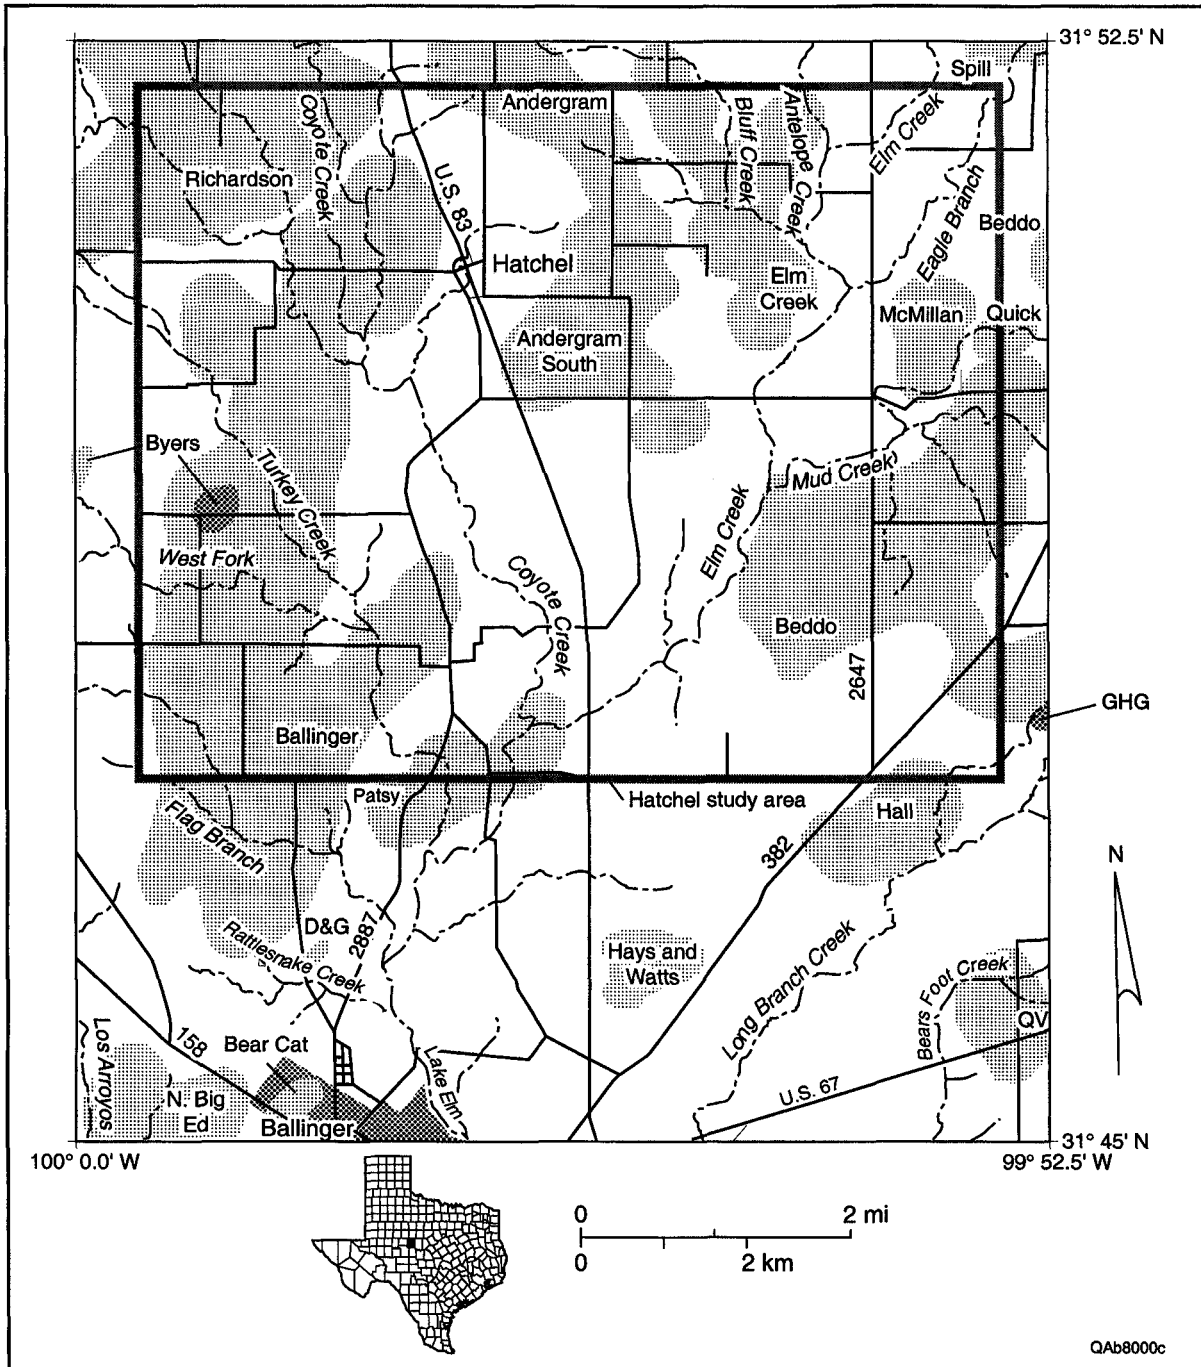 31° 52.5' N
Spill
Andergram
Coyote Creek
Bluff Creek
Antelope Creek
Elm Creek
Richardson
U.S. 83
Eagle Branch
Beddo
Hatchel
Elm
Creek
McMillan
Quick
Andergram
South
Byers
Turkey Creek
Mud Creek
Elm Creek
West Fork
Coyote Creek
Beddo
2647
GHG
Ballinger
Patsy
Hatchel study area
Hall
Flag Branch
382
N
D&G
2887
Rattlesnake Creek
Hays and
Watts
Long Branch Creek
Bears Foot Creek
QV
Los Arroyos
158
Bear Cat
Lake Elm
U.S. 67
N. Big
Ed
Ballinger
31° 45' N
100° 0.0' W
99° 52.5' W
0
2 mi
0
2 km
QAb8000c